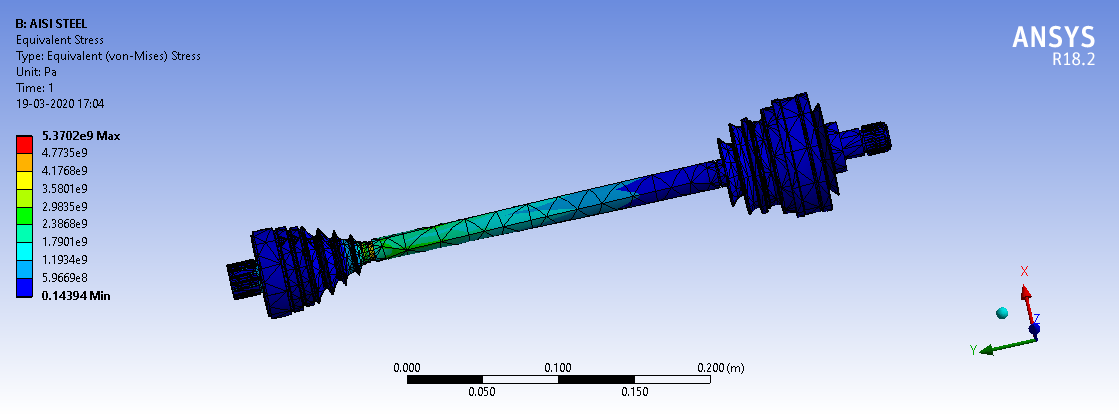 B: AISI STEEL
Equivalent Stress
Type: Equivalent (von-Mises) Stress
Unit: Pa
Time: 1
19-03-2020 17:04
ANSYS
R18.2
5.3702e9 Max
4.7735e9
4.1768e9
3.5801e9
2.9835e9
2.3868e9
1.7901e9
1.1934e9
5.9669e8
0.14394 Min
X
Z
Y
0.000 0.100 0.200 (m)
0.050 0.150